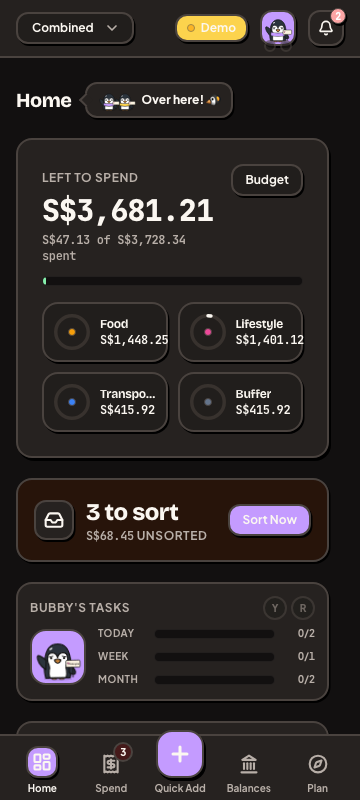 Combined
Demo
2
Home
Over here!
LEFT TO SPEND
Budget
S$3,681.21
S$47.13 of S$3,728.34
spent
Food
S$1,448.25
Lifestyle
S$1,401.12
Transpo...
S$415.92
Buffer
S$415.92
3 to sort
S$68.45 UNSORTED
Sort Now
BUBBY'S TASKS
Y R
TODAY 0/2
WEEK 0/1
MONTH 0/2
3
Home Spend Quick Add Balances Plan